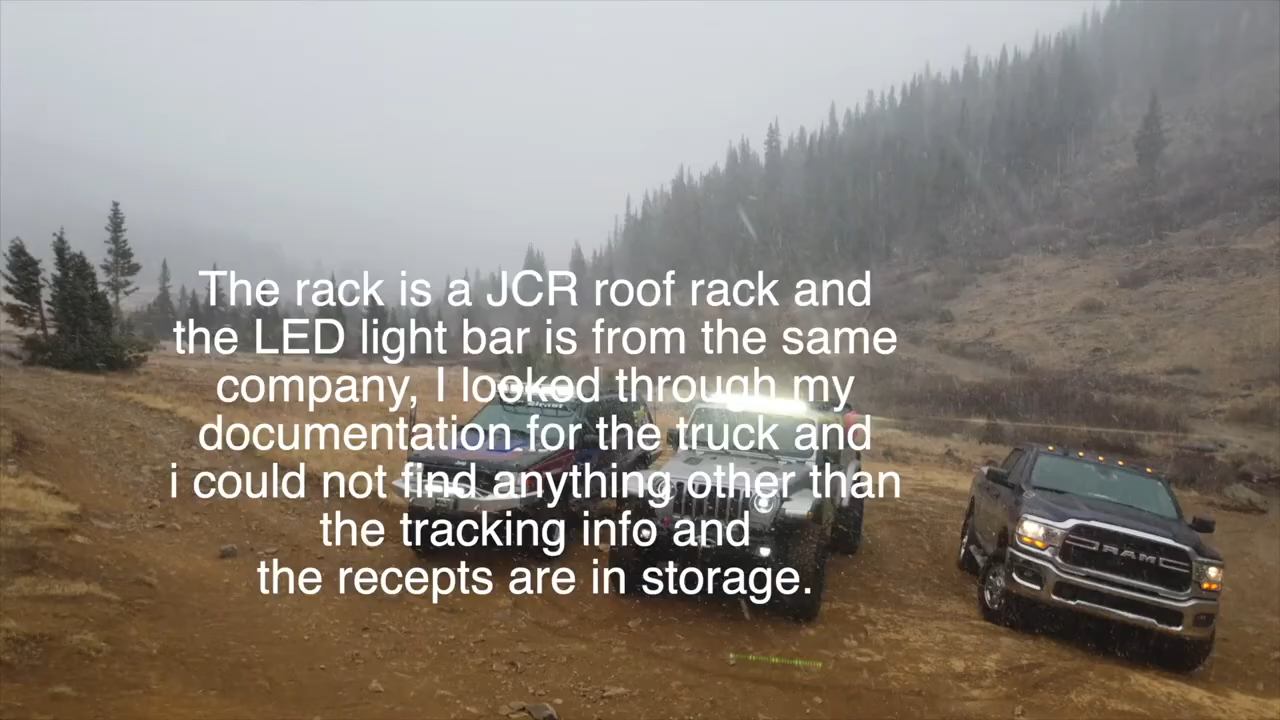 The rack is a JCR roof rack and
the LED light bar is from the same
company, I looked through my
documentation for the truck and
i could not find anything other than
the tracking info and
the recepts are in storage.
RAM